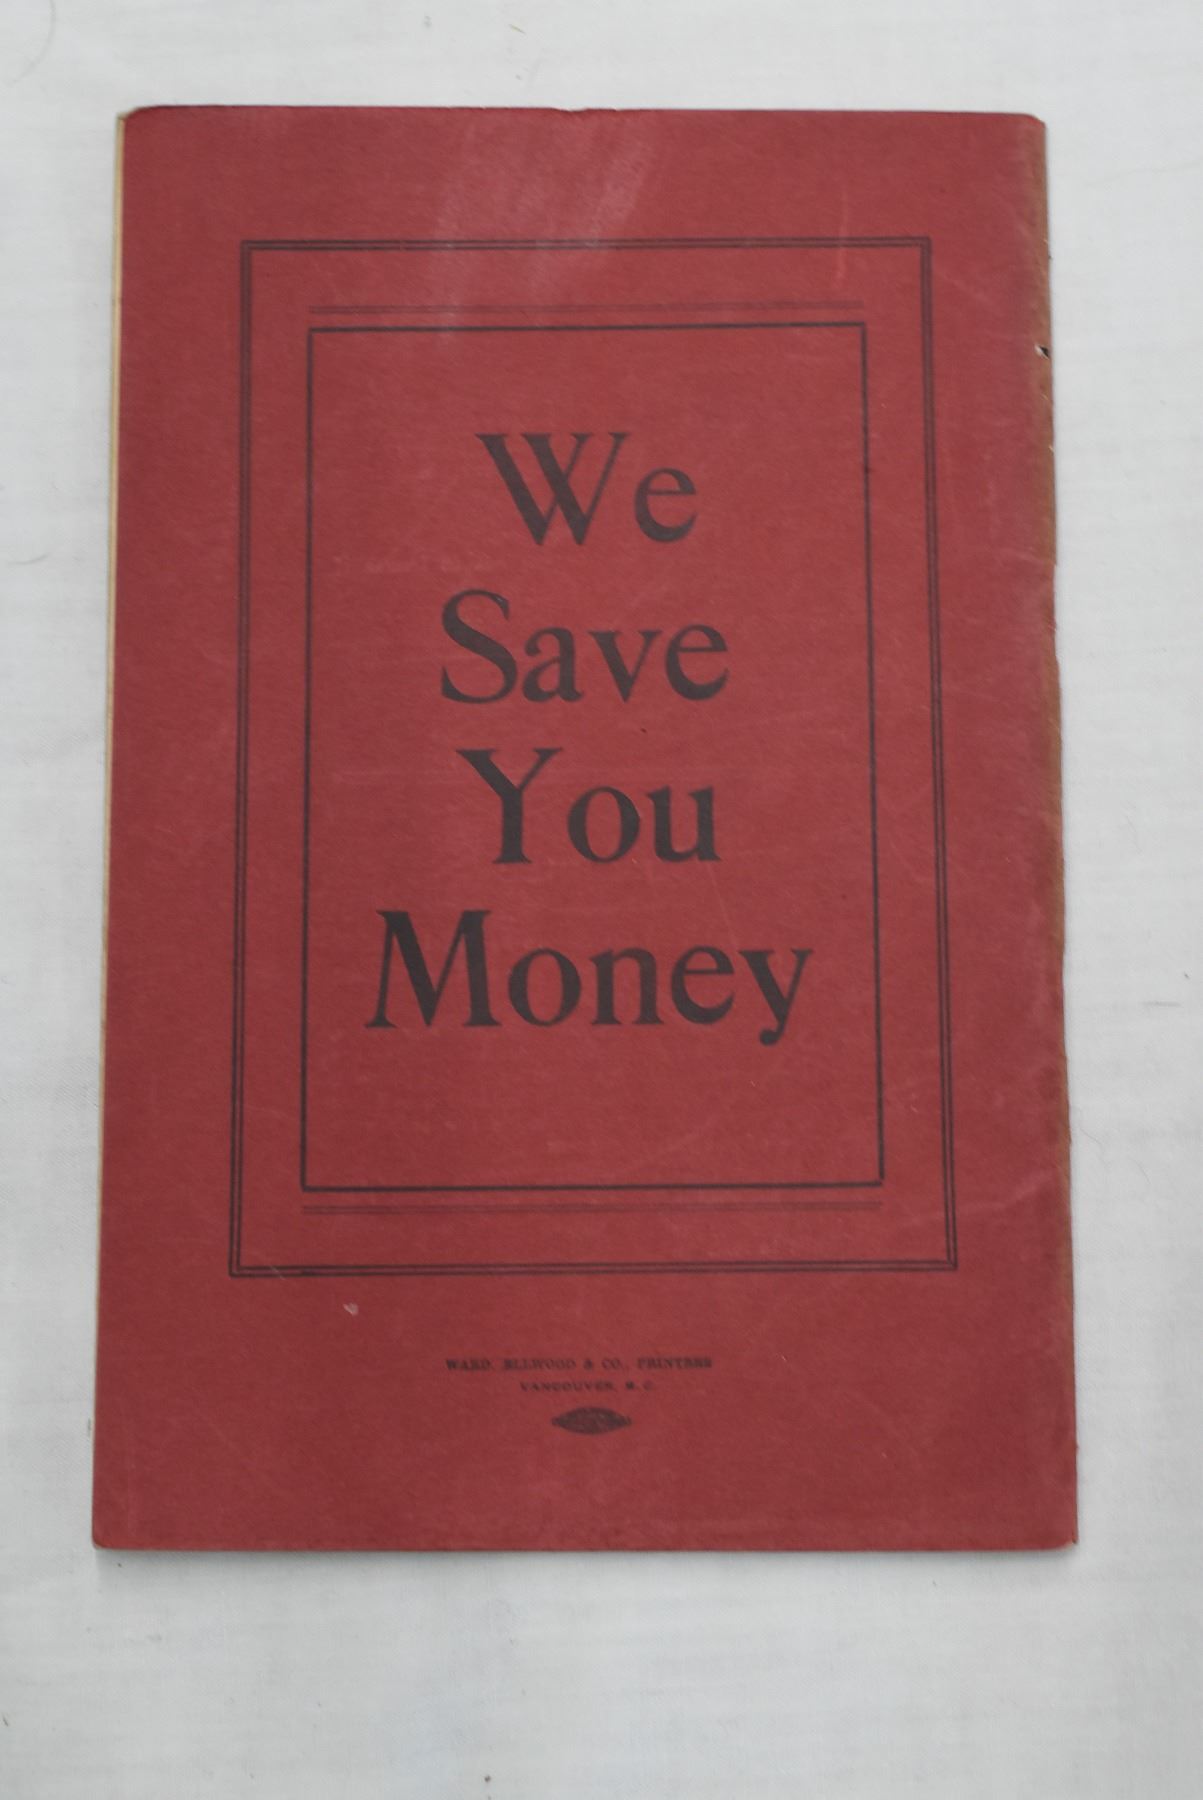 We
Save
You
Money
WARD, ELLWOOD & CO., PRINTERS
VANCOUVER, B. C.